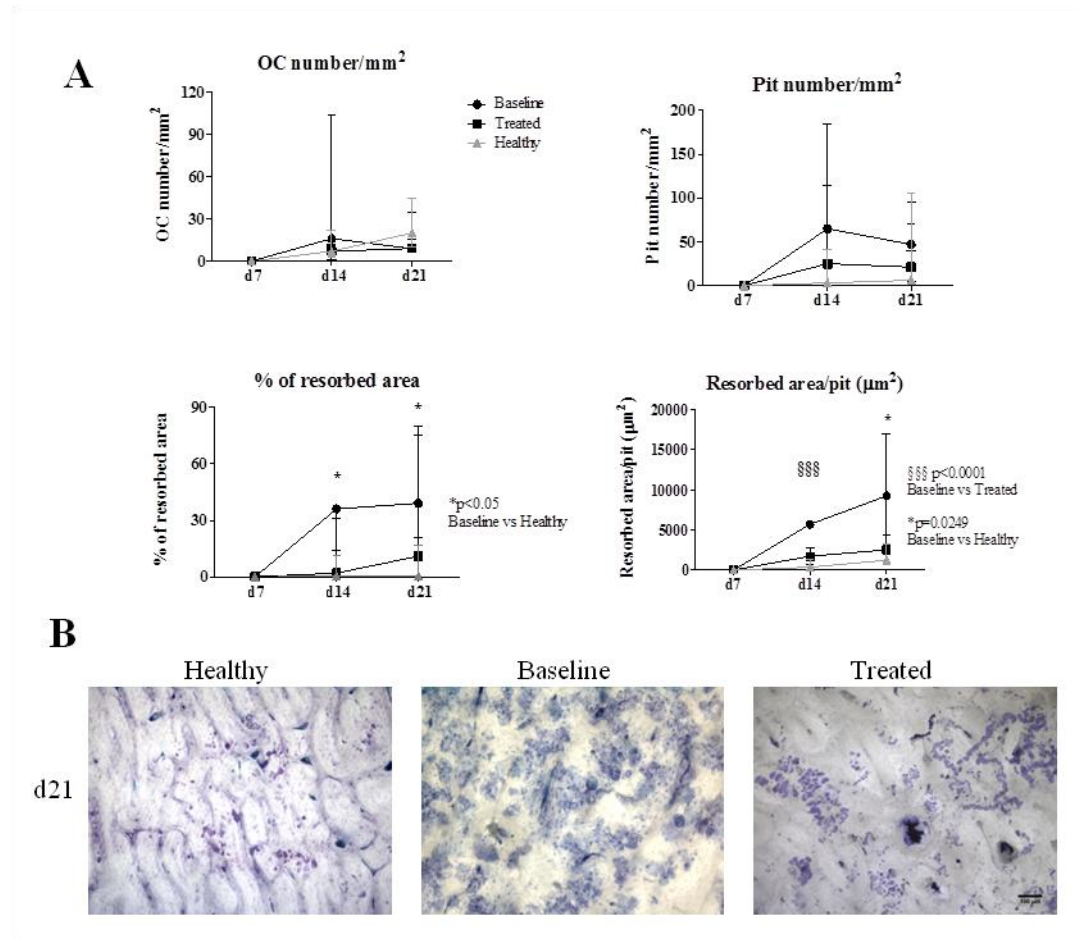 A
OC number/mm²
OC number/mm²
120
90
60
30
0
d7 d14 d21
Baseline
Treated
Healthy
Pit number/mm²
Pit number/mm²
200
150
100
50
0
d7 d14 d21
% of resorbed area
% of resorbed area
90
60
30
0
d7 d14 d21
*
*
*p<0.05
Baseline vs Healthy
Resorbed area/pit (µm²)
Resorbed area/pit (µm²)
20000
15000
10000
5000
0
d7 d14 d21
§§§
*
§§§ p<0.0001
Baseline vs Treated
*p=0.0249
Baseline vs Healthy
B
Healthy Baseline Treated
d21